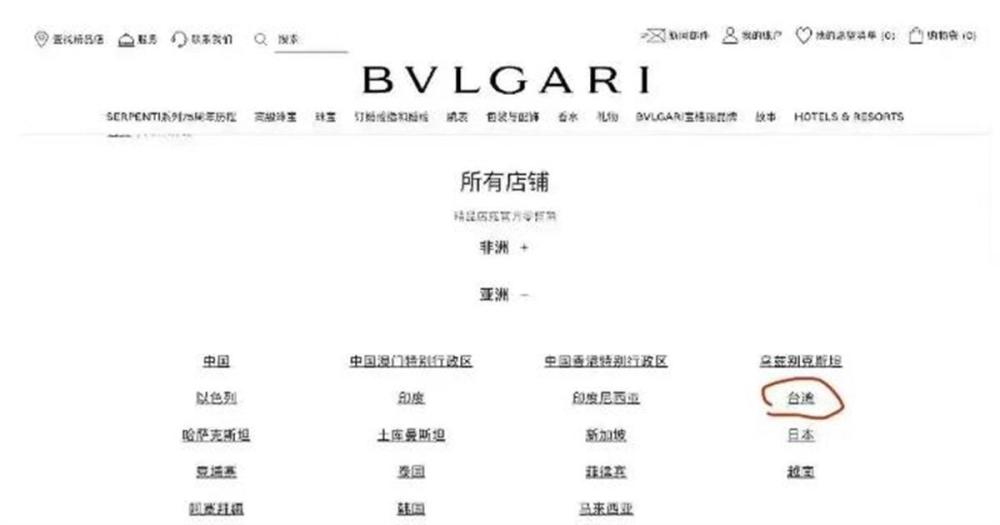 查找精品店 服务 联系我们 搜索 新闻邮件 我的账户 我的愿望清单 (0) 购物袋 (0)
BVLGARI
SERPENTI系列75周年历程 高级珠宝 珠宝 订婚戒指和婚戒 腕表 包袋与配饰 香水 礼物 BVLGARI宝格丽品牌 故事 HOTELS & RESORTS
所有店铺
精品店或官方零售商
非洲 +
亚洲 −
中国 中国澳门特别行政区 中国香港特别行政区 乌兹别克斯坦
以色列 印度 印度尼西亚 台湾
哈萨克斯坦 土库曼斯坦 新加坡 日本
柬埔寨 泰国 菲律宾 越南
阿塞拜疆 韩国 马来西亚